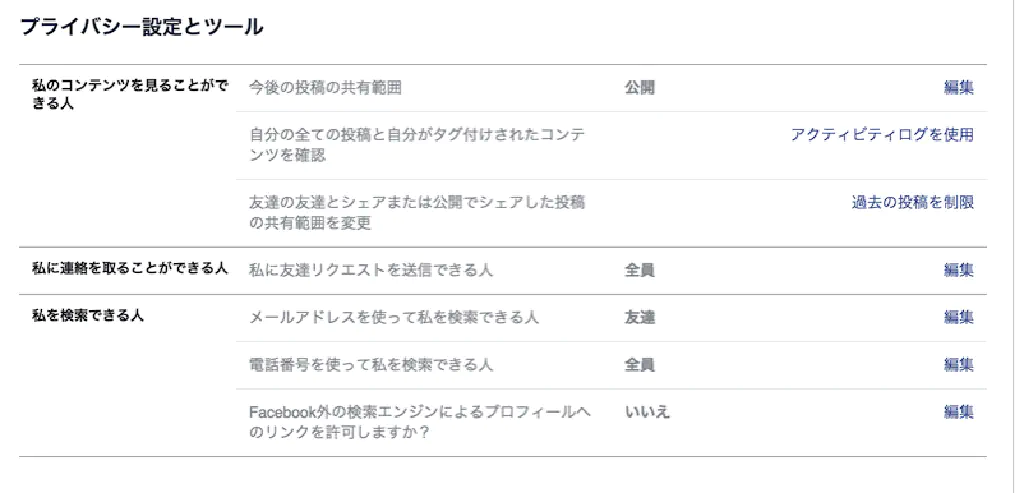 プライバシー設定とツール
私のコンテンツを見ることがで
きる人
今後の投稿の共有範囲 公開 編集
自分の全ての投稿と自分がタグ付けされたコンテ
ンツを確認
アクティビティログを使用
友達の友達とシェアまたは公開でシェアした投稿
の共有範囲を変更
過去の投稿を制限
私に連絡を取ることができる人 私に友達リクエストを送信できる人 全員 編集
私を検索できる人 メールアドレスを使って私を検索できる人 友達 編集
電話番号を使って私を検索できる人 全員 編集
Facebook外の検索エンジンによるプロフィールへ
のリンクを許可しますか？
いいえ 編集